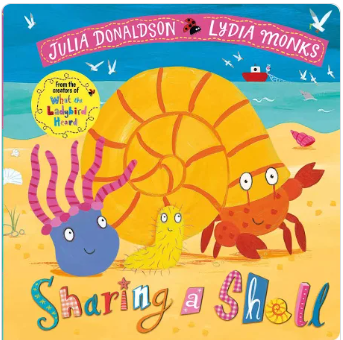 JULIA DONALDSON LYDIA MONKS
From the
creators of
What the
Ladybird
Heard
Sharing a Shell